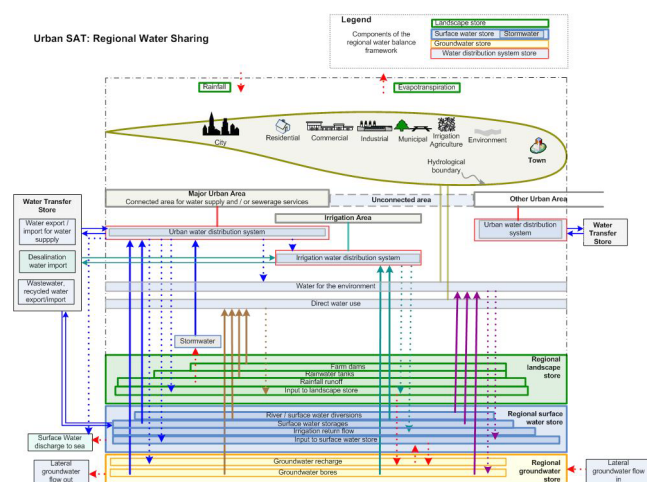 Urban SAT: Regional Water Sharing
Legend
Components of the
regional water balance
framework
Landscape store
Surface water store
Stormwater
Groundwater store
Water distribution system store
Rainfall
Evapotranspiration
City
Residential
Commercial
Industrial
Municipal
Irrigation
Agriculture
Environment
Town
Hydrological
boundary
Water Transfer
Store
Water export /
import for water
suppply
Desalination
water import
Wastewater,
recycled water
export/import
Major Urban Area
Connected area for water supply and / or sewerage services
Unconnected area
Other Urban Area
Irrigation Area
Urban water distribution system
Urban water distribution
system
Water
Transfer
Store
Irrigation water distribution system
Water for the environment
Direct water use
Stormwater
Regional
landscape
store
Farm dams
Rainwater tanks
Rainfall runoff
Input to landscape store
Regional surface
water store
River / surface water diversions
Surface water storages
Irrigation return flow
Input to surface water store
Surface Water
discharge to sea
Regional
groundwater
store
Groundwater recharge
Groundwater bores
Lateral
groundwater
flow out
Lateral
groundwater flow
in